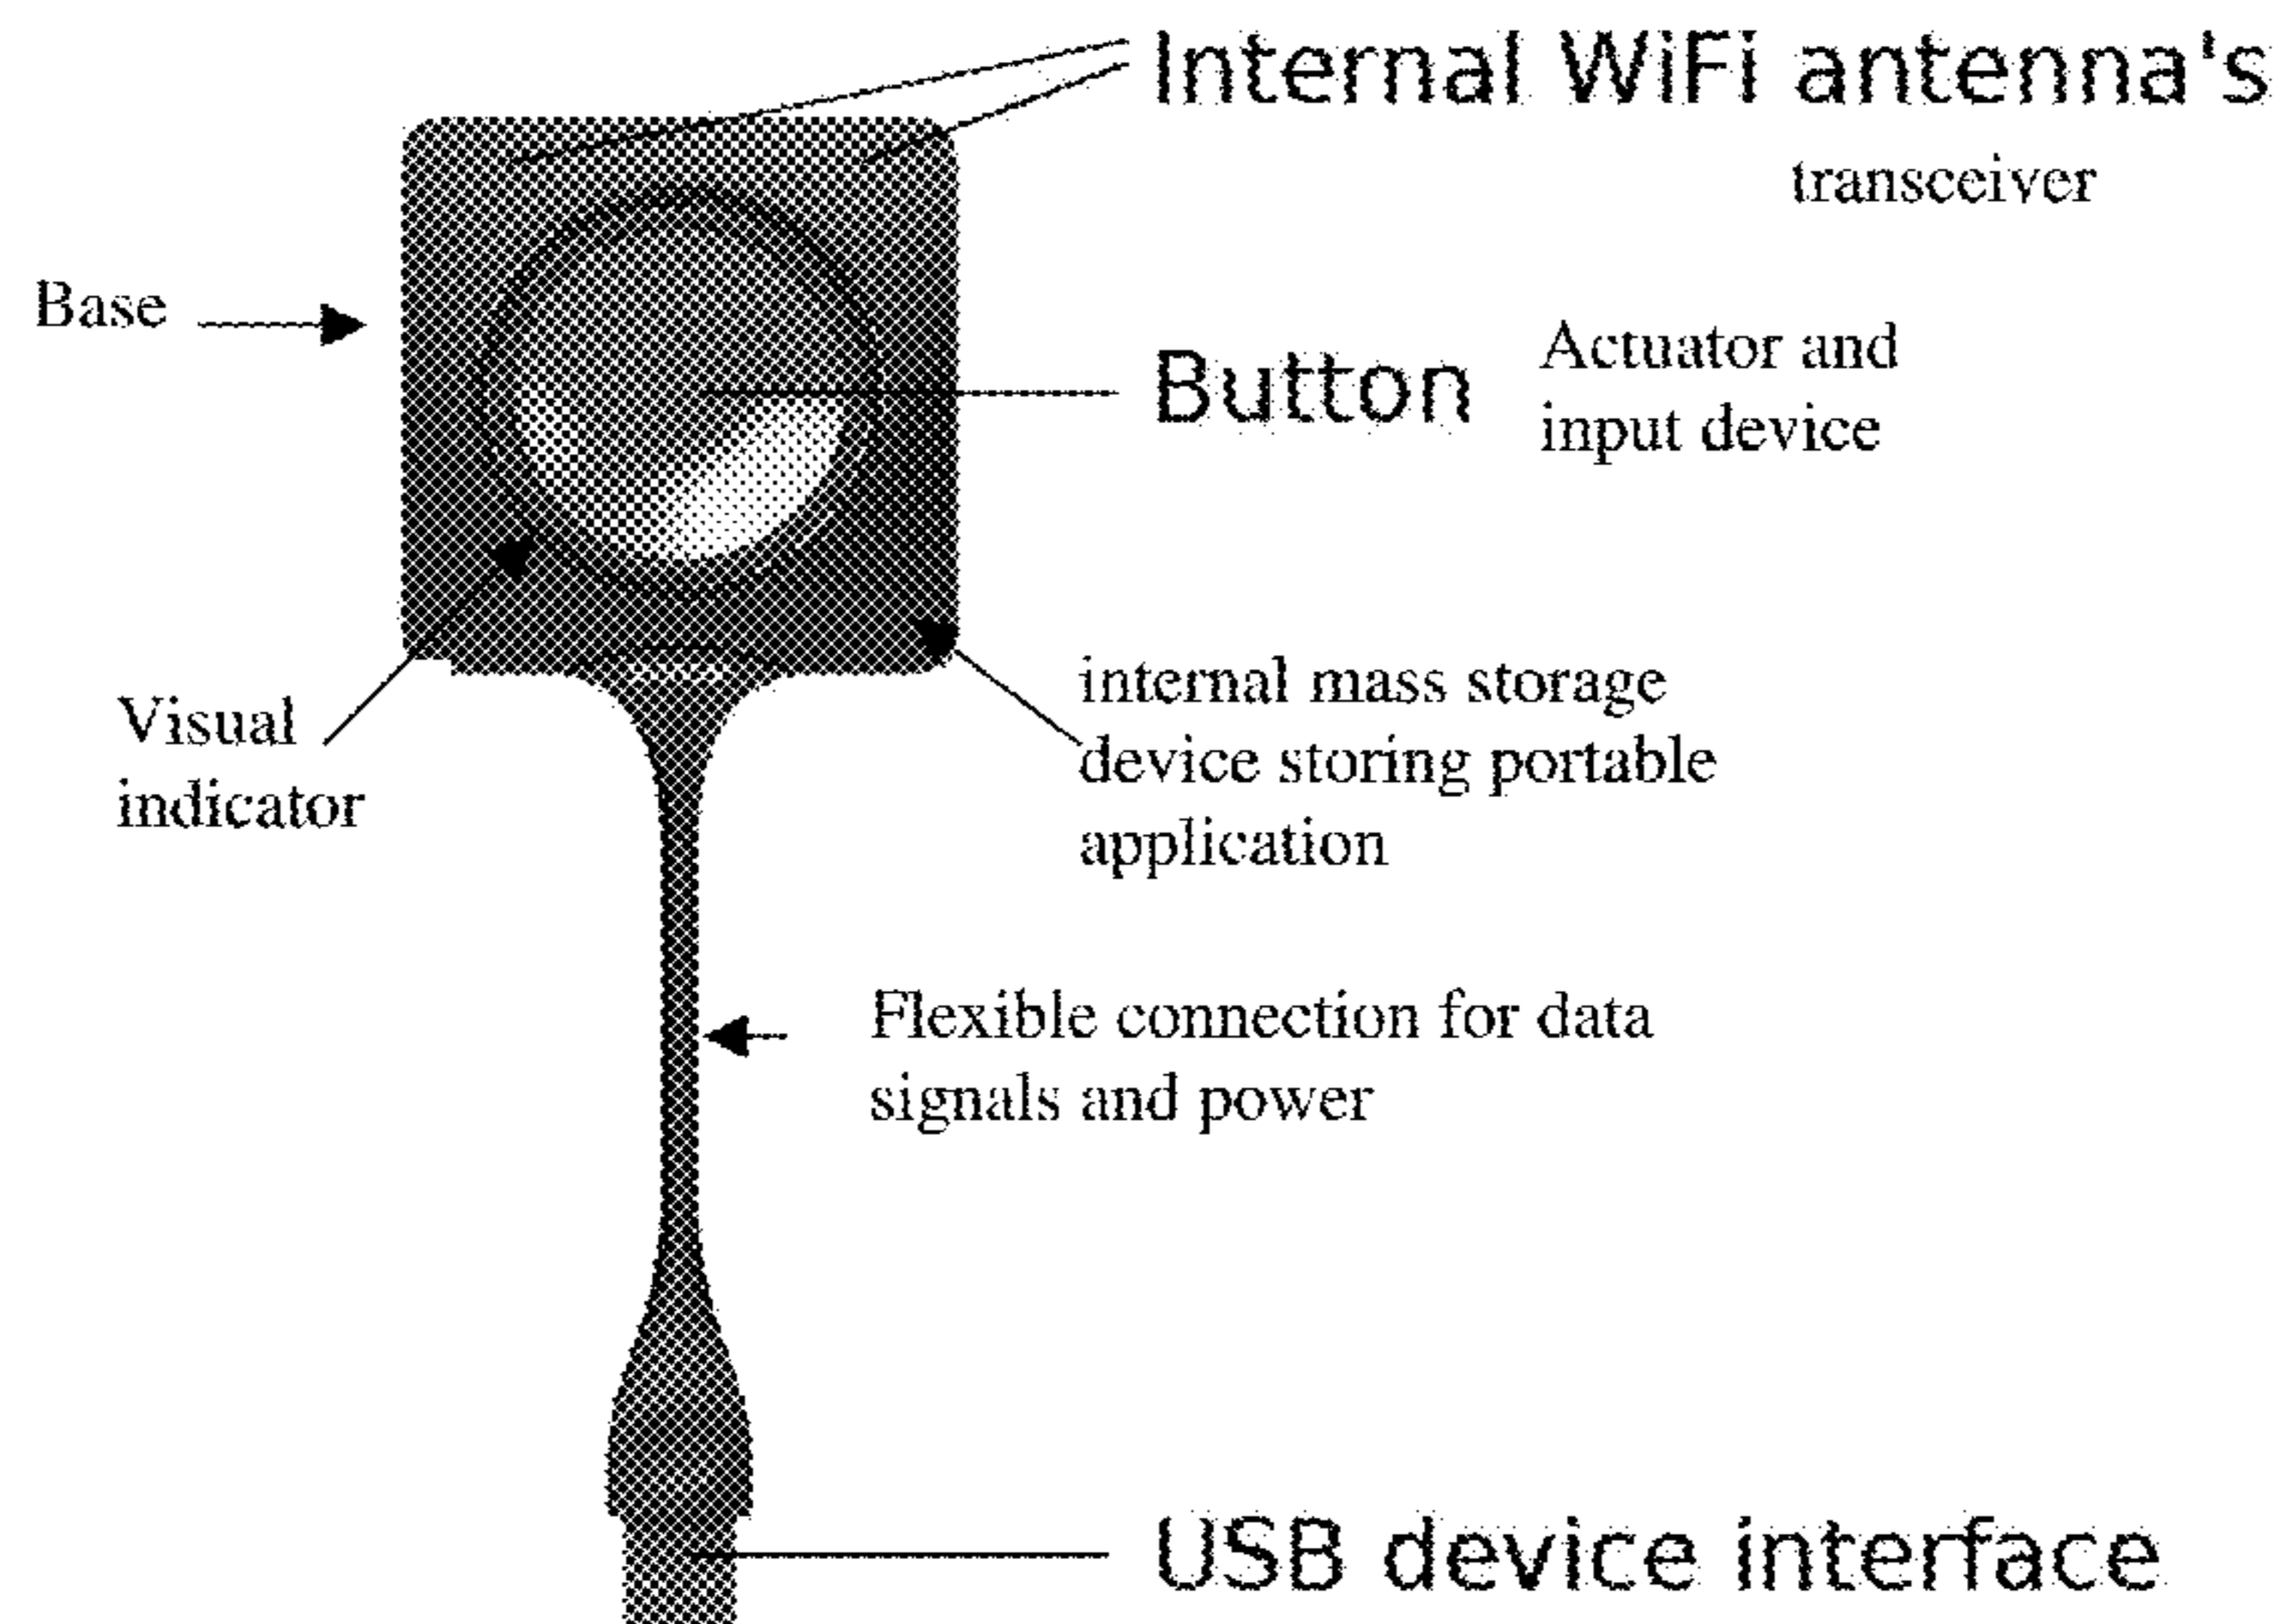 Internal WiFi antenna's
transceiver
Base
Button
Actuator and
input device
Visual
indicator
internal mass storage
device storing portable
application
Flexible connection for data
signals and power
USB device interface